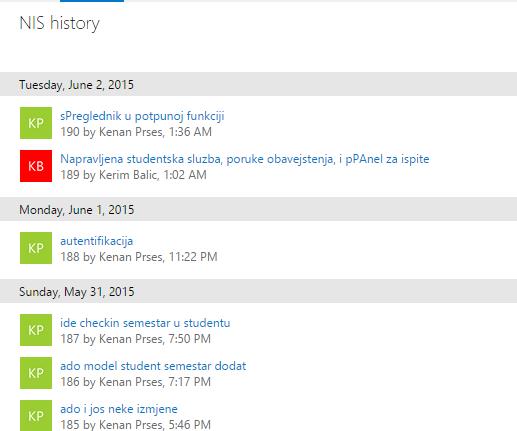 NIS history
Tuesday, June 2, 2015
KP
sPreglednik u potpunoj funkciji
190 by Kenan Prses, 1:36 AM
KB
Napravljena studentska sluzba, poruke obavejstenja, i pPAnel za ispite
189 by Kerim Balic, 1:02 AM
Monday, June 1, 2015
KP
autentifikacija
188 by Kenan Prses, 11:22 PM
Sunday, May 31, 2015
KP
ide checkin semestar u studentu
187 by Kenan Prses, 7:50 PM
KP
ado model student semestar dodat
186 by Kenan Prses, 7:17 PM
KP
ado i jos neke izmjene
185 by Kenan Prses, 5:46 PM